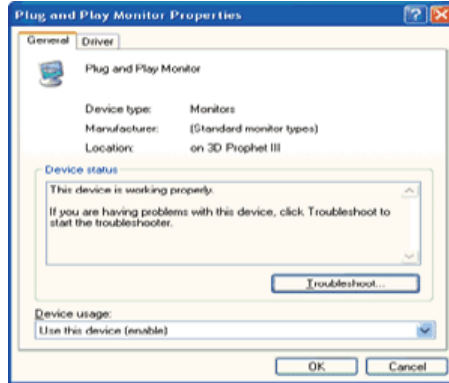 Plug and Play Monitor Properties
General Driver
Plug and Play Monitor
Device type: Monitors
Manufacturer: (Standard monitor types)
Location: on 3D Prophet III
Device status
This device is working properly.
If you are having problems with this device, click Troubleshoot to
start the troubleshooter.
Troubleshoot...
Device usage:
Use this device (enable)
OK Cancel